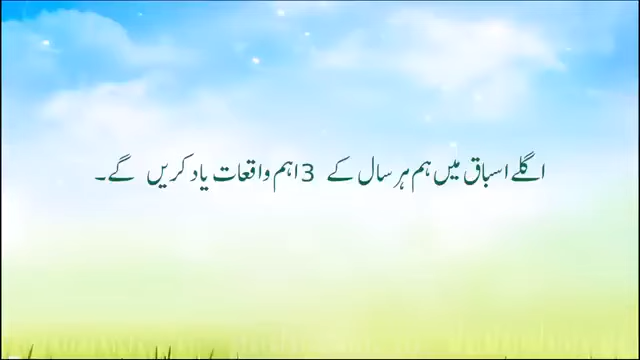 اگلے اسباق میں ہم ہر سال کے 3 اہم واقعات یاد کریں گے۔